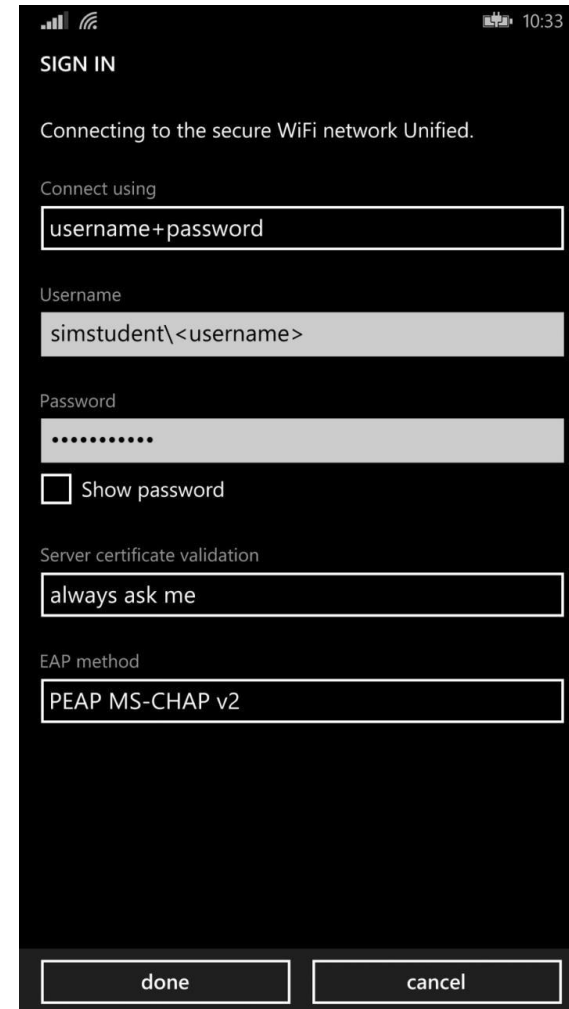 10:33
SIGN IN
Connecting to the secure WiFi network Unified.
Connect using
username+password
Username
simstudent\<username>
Password
•••••••••••
Show password
Server certificate validation
always ask me
EAP method
PEAP MS-CHAP v2
done
cancel